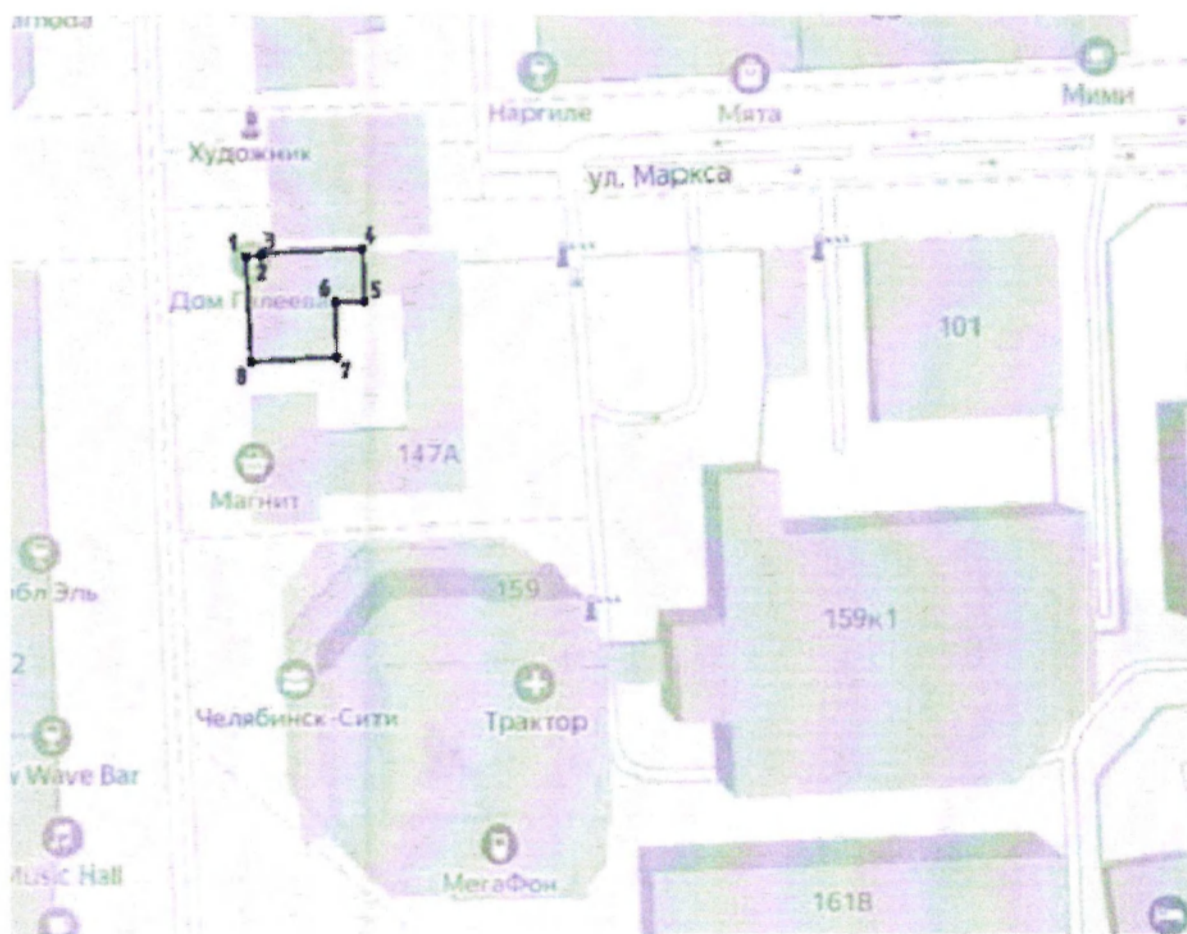 Наргиле
Мята
Мими
Художник
ул. Маркса
1
2
3
4
5
6
7
8
Дом Галеева
101
147А
Магнит
159
159к1
Челябинск-Сити
Трактор
2
w Wave Bar
Music Hall
МегаФон
161В